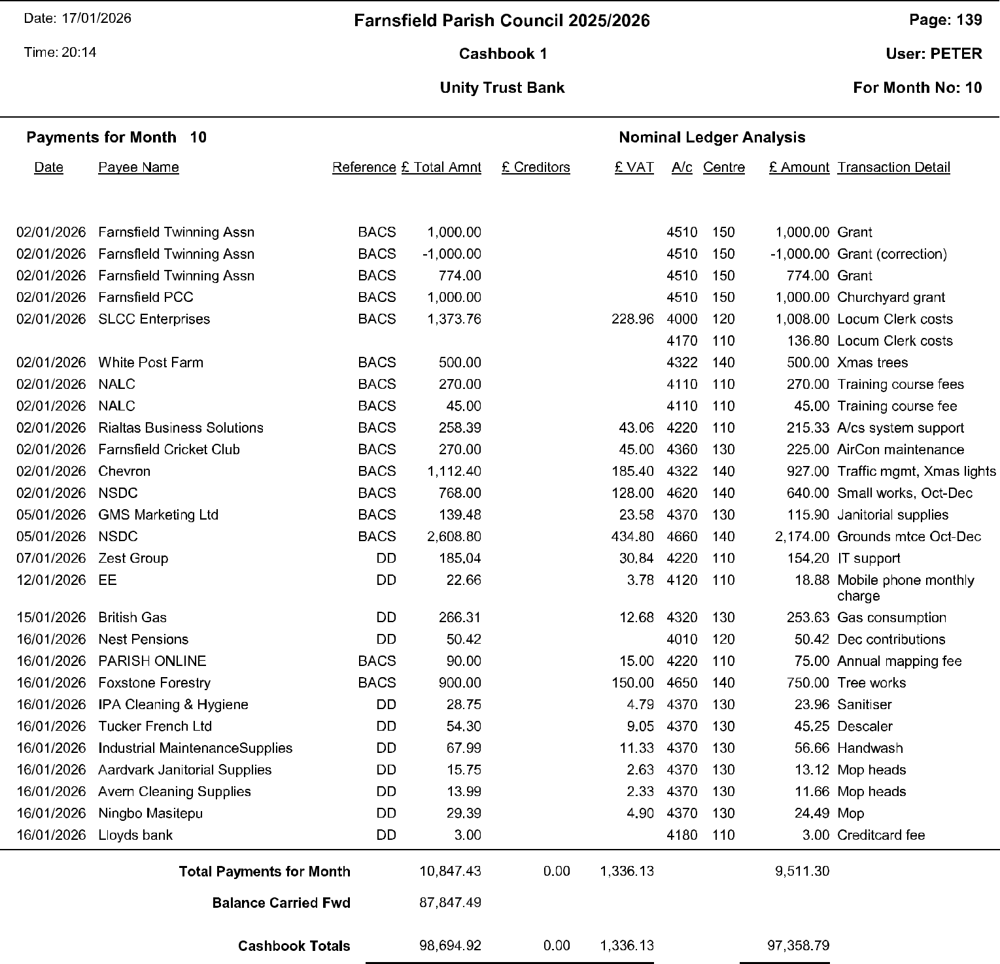 Date: 17/01/2026 Farnsfield Parish Council 2025/2026 Page: 139
Time: 20:14 Cashbook 1 User: PETER
Unity Trust Bank For Month No: 10
Payments for Month 10 Nominal Ledger Analysis
Date Payee Name Reference £ Total Amnt £ Creditors £ VAT A/c Centre £ Amount Transaction Detail
02/01/2026 Farnsfield Twinning Assn BACS 1,000.00 4510 150 1,000.00 Grant
02/01/2026 Farnsfield Twinning Assn BACS -1,000.00 4510 150 -1,000.00 Grant (correction)
02/01/2026 Farnsfield Twinning Assn BACS 774.00 4510 150 774.00 Grant
02/01/2026 Farnsfield PCC BACS 1,000.00 4510 150 1,000.00 Churchyard grant
02/01/2026 SLCC Enterprises BACS 1,373.76 228.96 4000 120 1,008.00 Locum Clerk costs
4170 110 136.80 Locum Clerk costs
02/01/2026 White Post Farm BACS 500.00 4322 140 500.00 Xmas trees
02/01/2026 NALC BACS 270.00 4110 110 270.00 Training course fees
02/01/2026 NALC BACS 45.00 4110 110 45.00 Training course fee
02/01/2026 Rialtas Business Solutions BACS 258.39 43.06 4220 110 215.33 A/cs system support
02/01/2026 Farnsfield Cricket Club BACS 270.00 45.00 4360 130 225.00 AirCon maintenance
02/01/2026 Chevron BACS 1,112.40 185.40 4322 140 927.00 Traffic mgmt, Xmas lights
02/01/2026 NSDC BACS 768.00 128.00 4620 140 640.00 Small works, Oct-Dec
05/01/2026 GMS Marketing Ltd BACS 139.48 23.58 4370 130 115.90 Janitorial supplies
05/01/2026 NSDC BACS 2,608.80 434.80 4660 140 2,174.00 Grounds mtce Oct-Dec
07/01/2026 Zest Group DD 185.04 30.84 4220 110 154.20 IT support
12/01/2026 EE DD 22.66 3.78 4120 110 18.88 Mobile phone monthly
charge
15/01/2026 British Gas DD 266.31 12.68 4320 130 253.63 Gas consumption
16/01/2026 Nest Pensions DD 50.42 4010 120 50.42 Dec contributions
16/01/2026 PARISH ONLINE BACS 90.00 15.00 4220 110 75.00 Annual mapping fee
16/01/2026 Foxstone Forestry BACS 900.00 150.00 4650 140 750.00 Tree works
16/01/2026 IPA Cleaning & Hygiene DD 28.75 4.79 4370 130 23.96 Sanitiser
16/01/2026 Tucker French Ltd DD 54.30 9.05 4370 130 45.25 Descaler
16/01/2026 Industrial MaintenanceSupplies DD 67.99 11.33 4370 130 56.66 Handwash
16/01/2026 Aardvark Janitorial Supplies DD 15.75 2.63 4370 130 13.12 Mop heads
16/01/2026 Avern Cleaning Supplies DD 13.99 2.33 4370 130 11.66 Mop heads
16/01/2026 Ningbo Masitepu DD 29.39 4.90 4370 130 24.49 Mop
16/01/2026 Lloyds bank DD 3.00 4180 110 3.00 Creditcard fee
Total Payments for Month 10,847.43 0.00 1,336.13 9,511.30
Balance Carried Fwd 87,847.49
Cashbook Totals 98,694.92 0.00 1,336.13 97,358.79